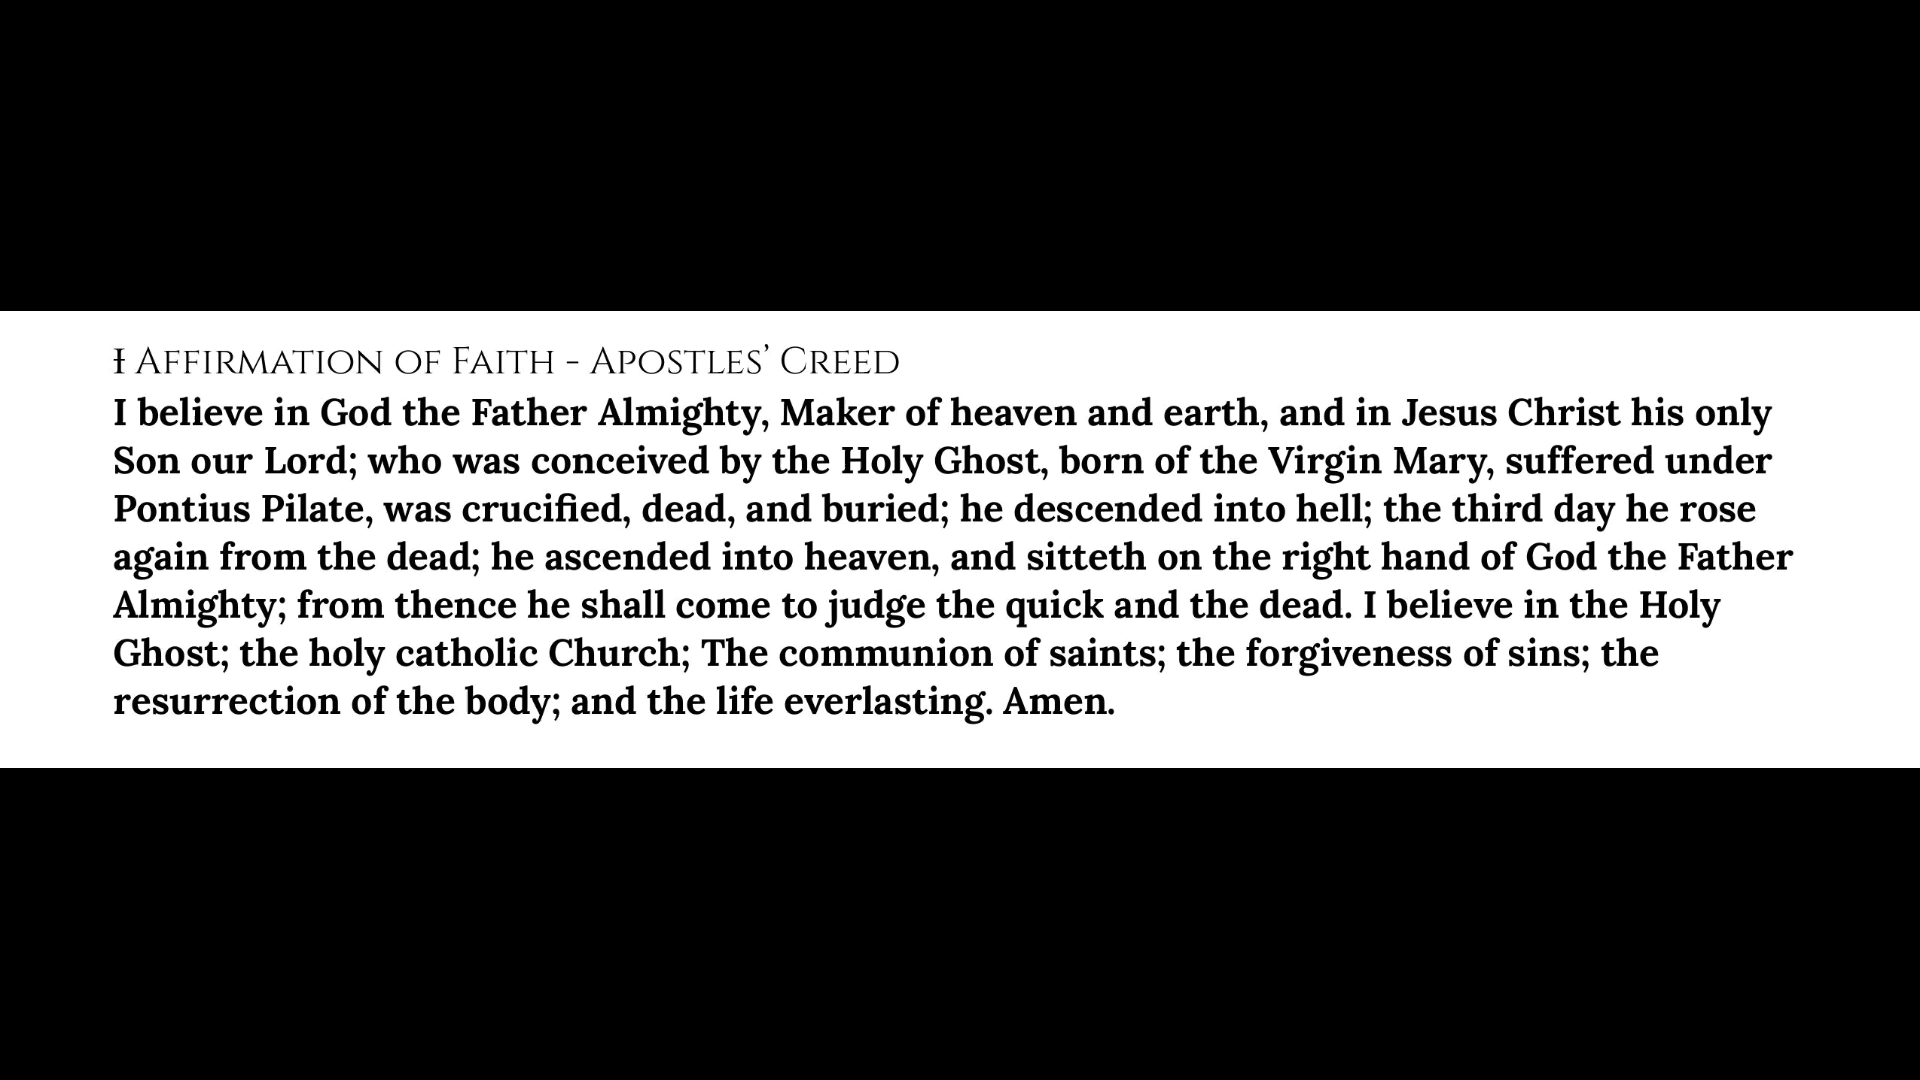 Ɨ Affirmation of Faith - Apostles’ Creed
I believe in God the Father Almighty, Maker of heaven and earth, and in Jesus Christ his only
Son our Lord; who was conceived by the Holy Ghost, born of the Virgin Mary, suffered under
Pontius Pilate, was crucified, dead, and buried; he descended into hell; the third day he rose
again from the dead; he ascended into heaven, and sitteth on the right hand of God the Father
Almighty; from thence he shall come to judge the quick and the dead. I believe in the Holy
Ghost; the holy catholic Church; The communion of saints; the forgiveness of sins; the
resurrection of the body; and the life everlasting. Amen.